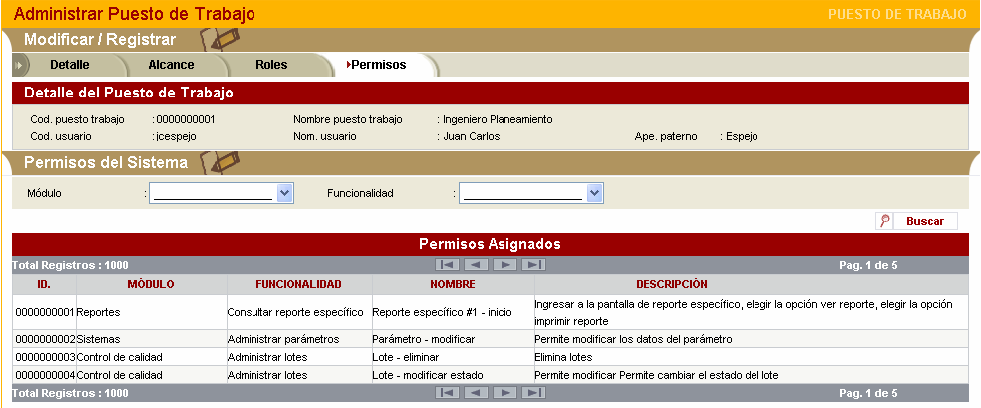 Administrar Puesto de Trabajo PUESTO DE TRABAJO
Modificar / Registrar
Detalle Alcance Roles Permisos
Detalle del Puesto de Trabajo
Cod. puesto trabajo : 0000000001 Nombre puesto trabajo : Ingeniero Planeamiento
Cod. usuario : jcespejo Nom. usuario : Juan Carlos Ape. paterno : Espejo
Permisos del Sistema
Módulo : Funcionalidad :
Buscar
Permisos Asignados
Total Registros : 1000 Pag. 1 de 5
ID. MÓDULO FUNCIONALIDAD NOMBRE DESCRIPCIÓN
0000000001 Reportes Consultar reporte específico Reporte específico #1 - inicio Ingresar a la pantalla de reporte específico, elegir la opción ver reporte, elegir la opción
imprimir reporte
0000000002 Sistemas Administrar parámetros Parámetro - modificar Permite modificar los datos del parámetro
0000000003 Control de calidad Administrar lotes Lote - eliminar Elimina lotes
0000000004 Control de calidad Administrar lotes Lote - modificar estado Permite modificar Permite cambiar el estado del lote
Total Registros : 1000 Pag. 1 de 5